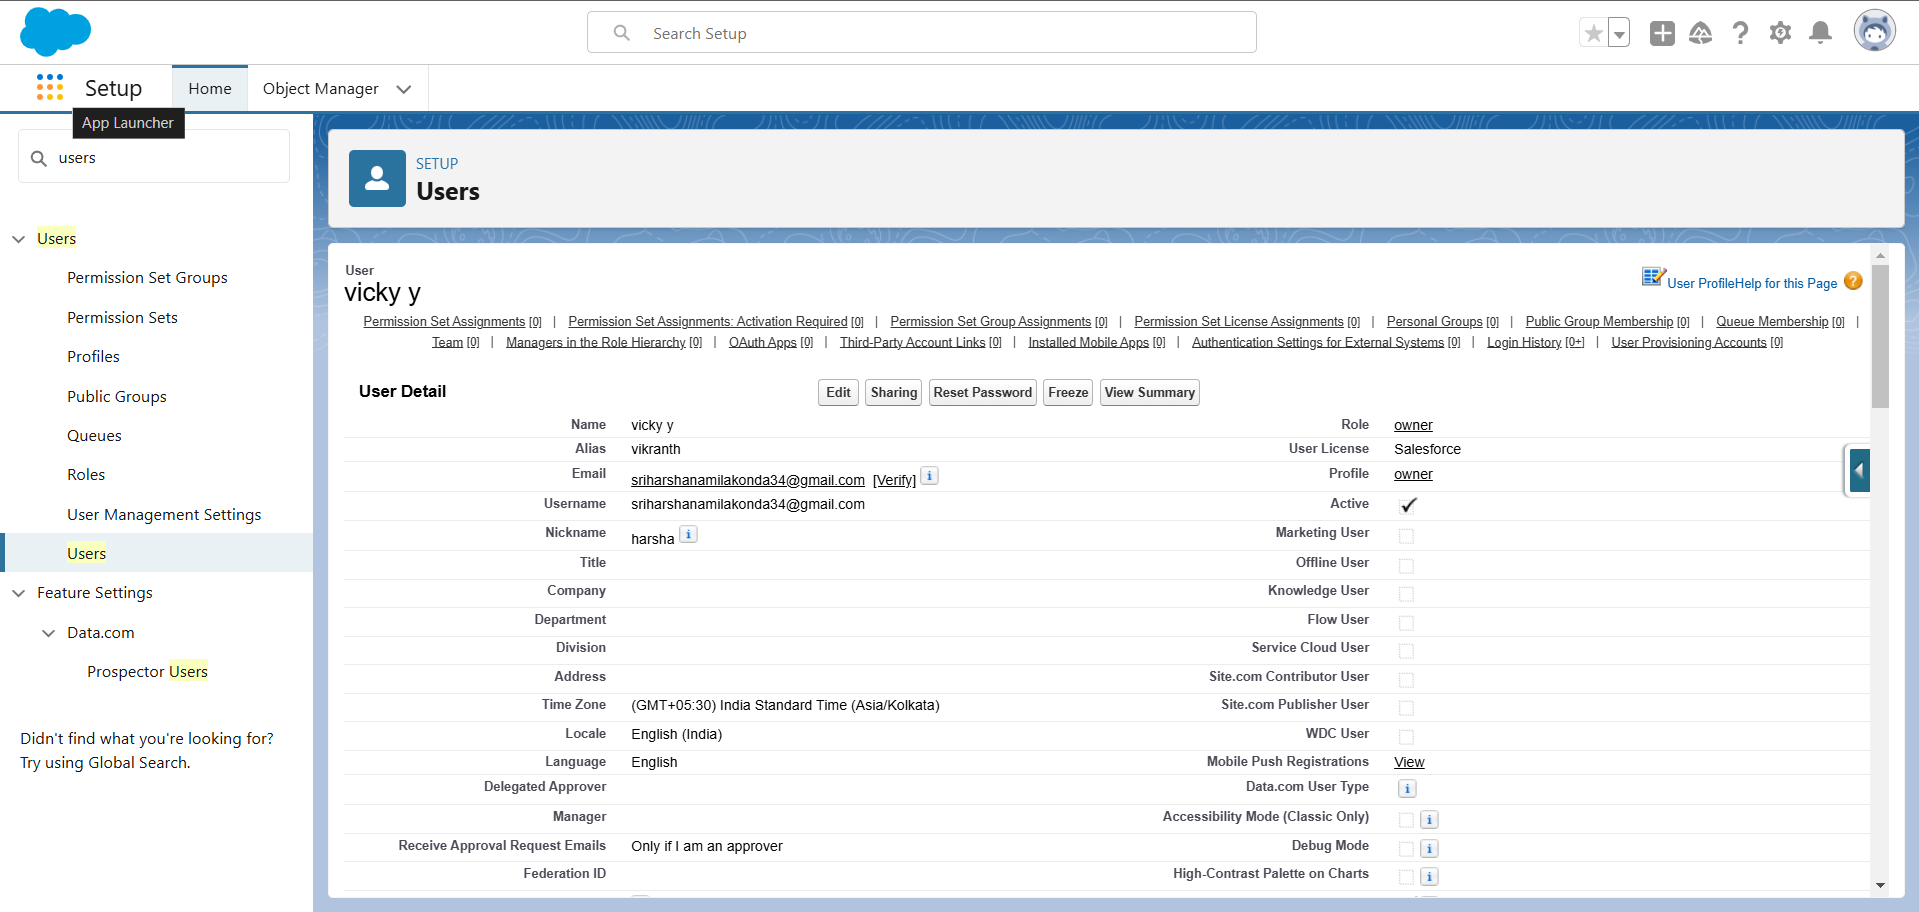 Search Setup
Setup
Home
Object Manager
App Launcher
users
Users
Permission Set Groups
Permission Sets
Profiles
Public Groups
Queues
Roles
User Management Settings
Users
Feature Settings
Data.com
Prospector Users
Didn't find what you're looking for?
Try using Global Search.
SETUP
Users
User
vicky y
User Profile Help for this Page ?
Permission Set Assignments [0] | Permission Set Assignments: Activation Required [0] | Permission Set Group Assignments [0] | Permission Set License Assignments [0] | Personal Groups [0] | Public Group Membership [0] | Queue Membership [0] |
Team [0] | Managers in the Role Hierarchy [0] | OAuth Apps [0] | Third-Party Account Links [0] | Installed Mobile Apps [0] | Authentication Settings for External Systems [0] | Login History [0+] | User Provisioning Accounts [0]
User Detail
Edit Sharing Reset Password Freeze View Summary
Name vicky y Role owner
Alias vikranth User License Salesforce
Email sriharshanamilakonda34@gmail.com [Verify] i Profile owner
Username sriharshanamilakonda34@gmail.com Active
Nickname harsha i Marketing User
Title Offline User
Company Knowledge User
Department Flow User
Division Service Cloud User
Address Site.com Contributor User
Time Zone (GMT+05:30) India Standard Time (Asia/Kolkata) Site.com Publisher User
Locale English (India) WDC User
Language English Mobile Push Registrations View
Delegated Approver Data.com User Type i
Manager Accessibility Mode (Classic Only) i
Receive Approval Request Emails Only if I am an approver Debug Mode i
Federation ID High-Contrast Palette on Charts i